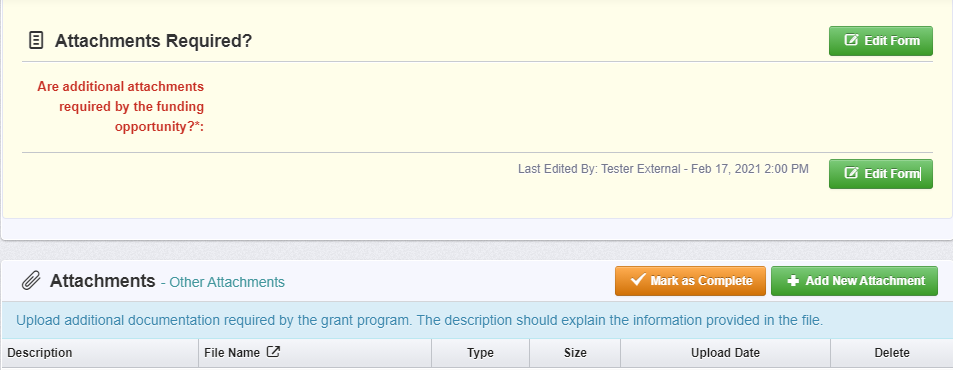 Attachments Required?
Edit Form
Are additional attachments
required by the funding
opportunity?*:
Last Edited By: Tester External - Feb 17, 2021 2:00 PM
Edit Form
Attachments - Other Attachments
Mark as Complete
Add New Attachment
Upload additional documentation required by the grant program. The description should explain the information provided in the file.
Description File Name Type Size Upload Date Delete